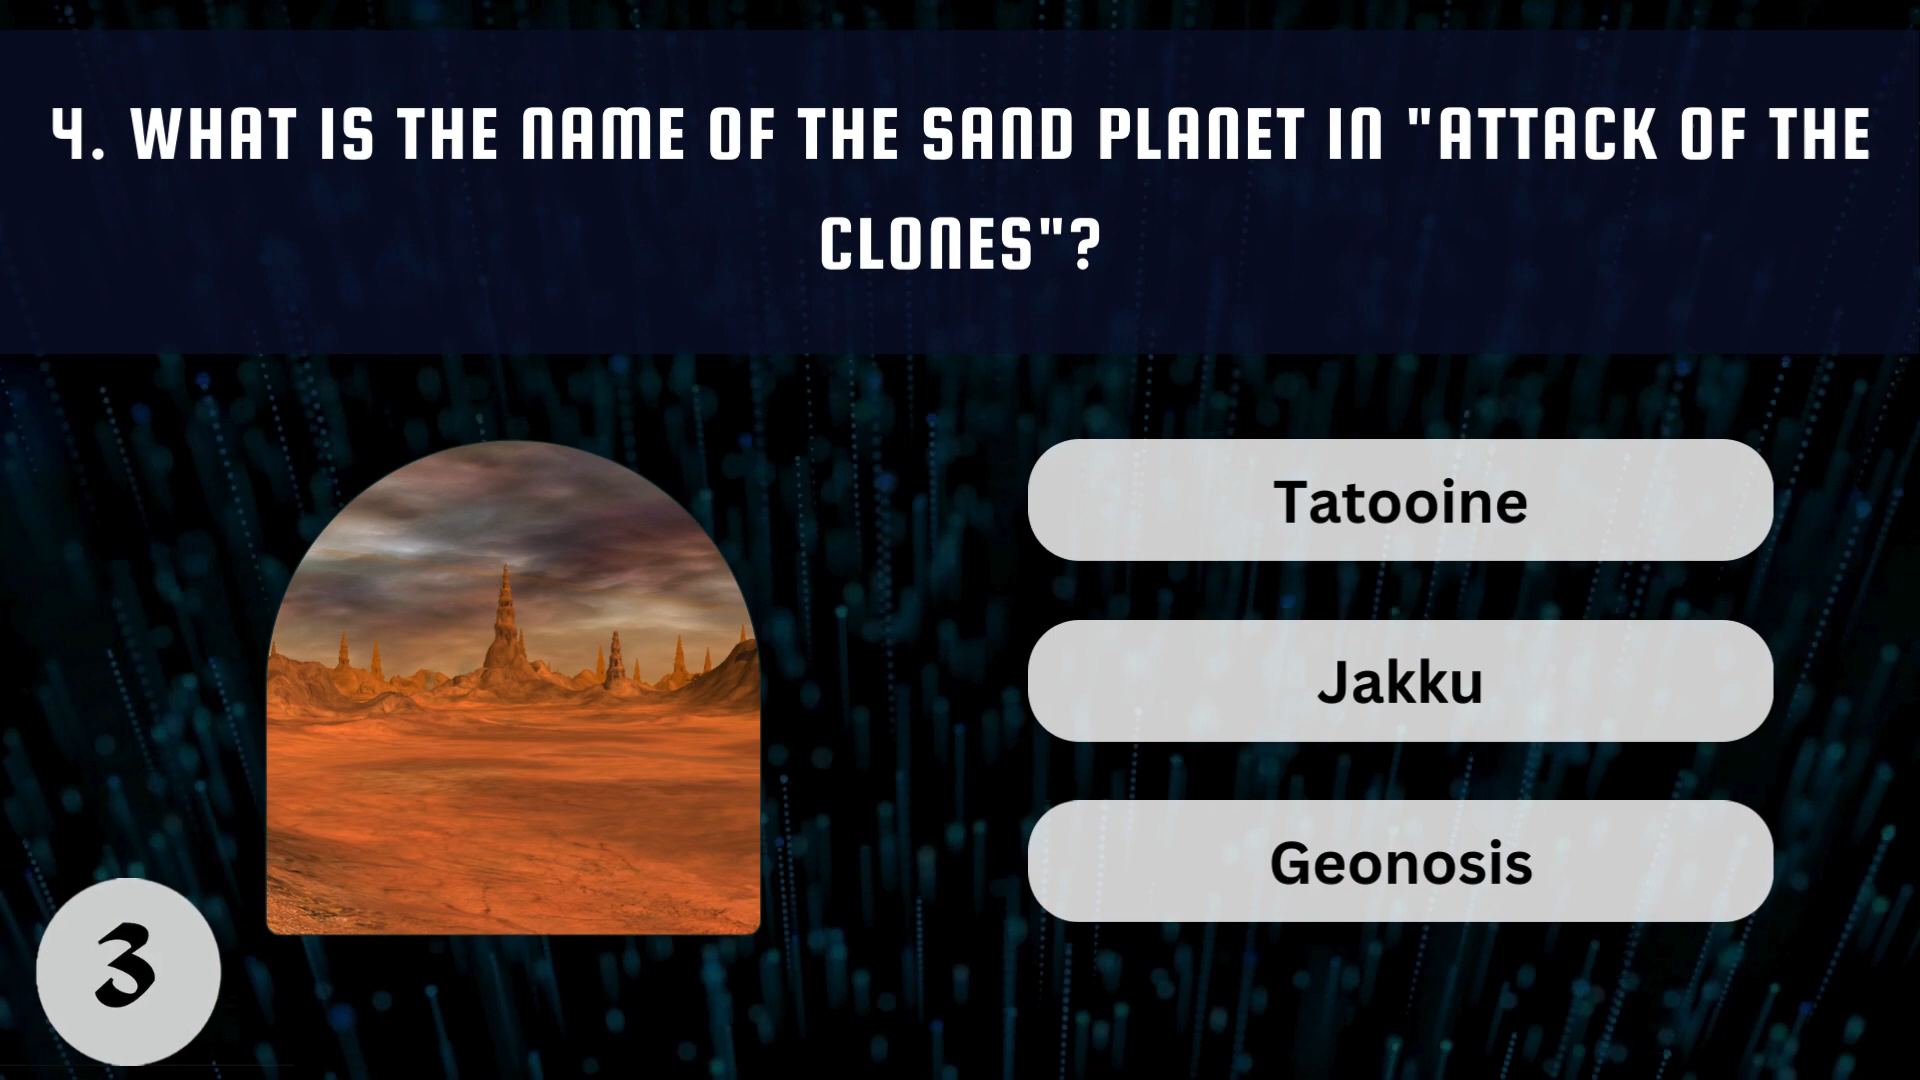 4. WHAT IS THE NAME OF THE SAND PLANET IN "ATTACK OF THE
CLONES"?
Tatooine
Jakku
Geonosis
3